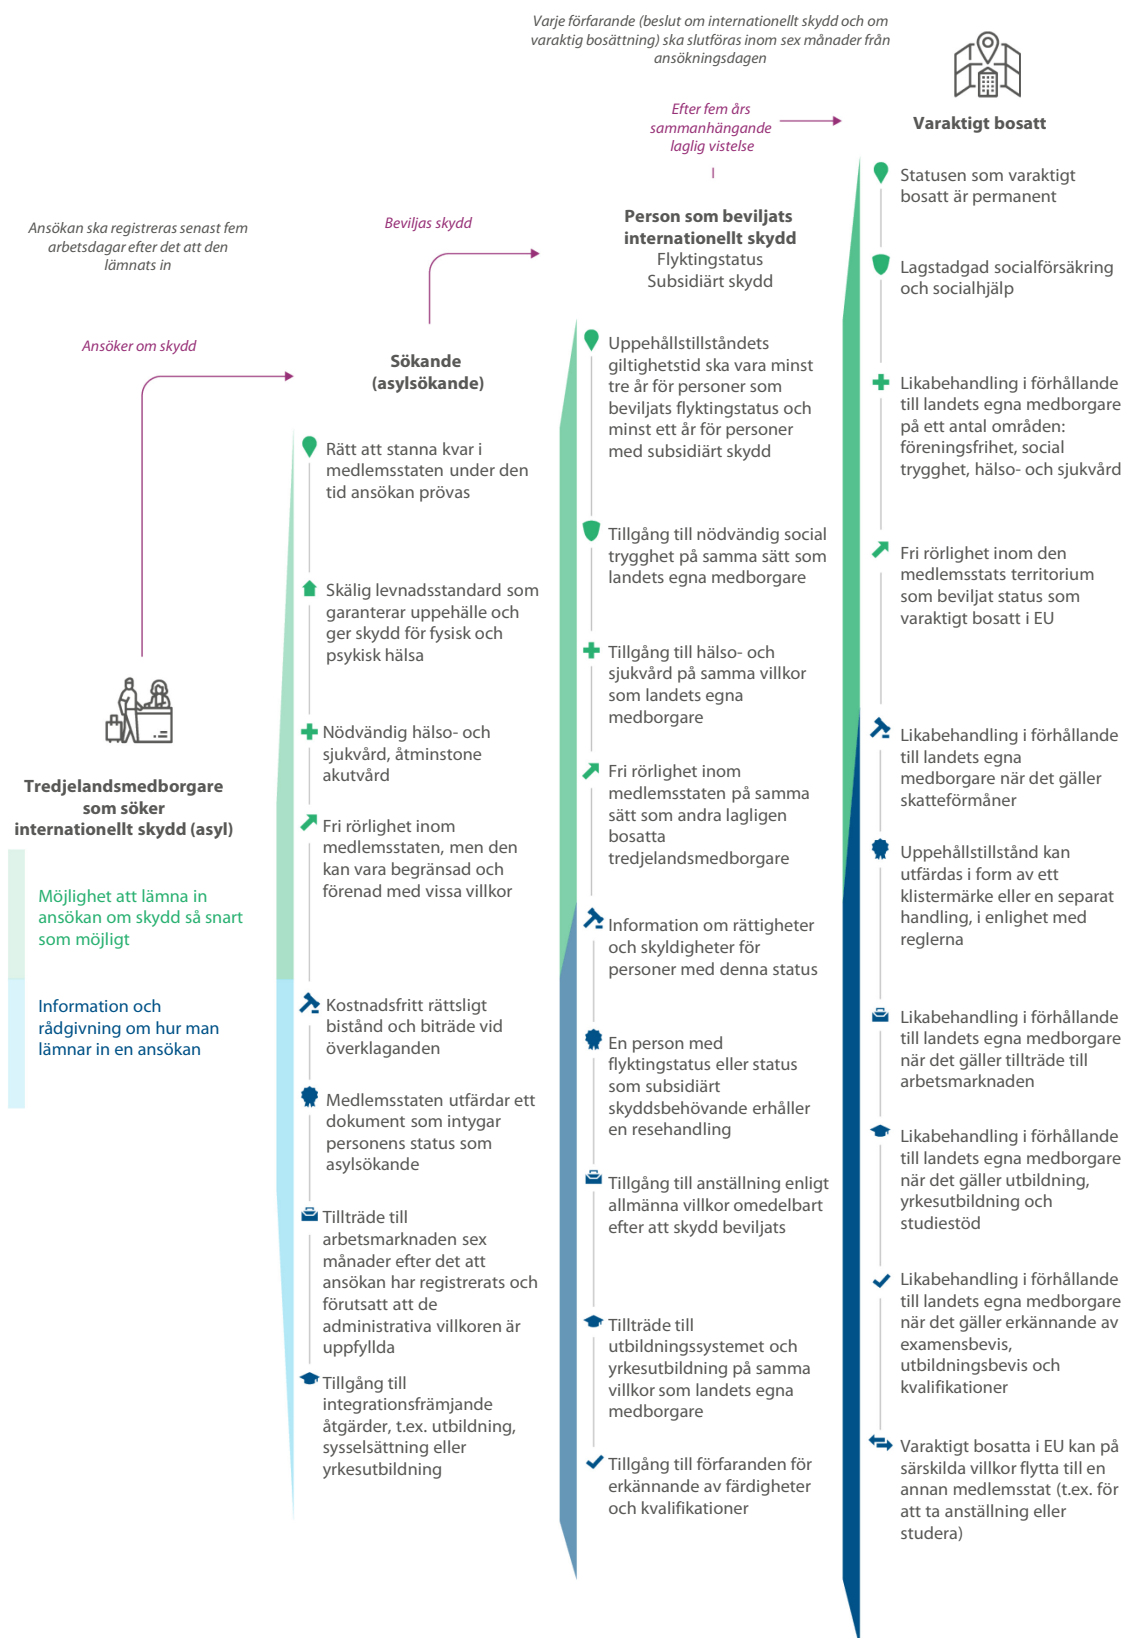 Varje förfarande (beslut om internationellt skydd och om
varaktig bosättning) ska slutföras inom sex månader från
ansökningsdagen
Efter fem års
sammanhängande
laglig vistelse
Varaktigt bosatt
Ansökan ska registreras senast fem
arbetsdagar efter det att den
lämnats in
Ansöker om skydd
Beviljas skydd
Tredjelandsmedborgare
som söker
internationellt skydd (asyl)
Möjlighet att lämna in
ansökan om skydd så snart
som möjligt
Information och
rådgivning om hur man
lämnar in en ansökan
Sökande
(asylsökande)
Rätt att stanna kvar i
medlemsstaten under den
tid ansökan prövas
Skälig levnadsstandard som
garanterar uppehälle och
ger skydd för fysisk och
psykisk hälsa
Nödvändig hälso- och
sjukvård, åtminstone
akutvård
Fri rörlighet inom
medlemsstaten, men den
kan vara begränsad och
förenad med vissa villkor
Kostnadsfritt rättsligt
bistånd och biträde vid
överklaganden
Medlemsstaten utfärdar ett
dokument som intygar
personens status som
asylsökande
Tillträde till
arbetsmarknaden sex
månader efter det att
ansökan har registrerats och
förutsatt att de
administrativa villkoren är
uppfyllda
Tillgång till
integrationsfrämjande
åtgärder, t.ex. utbildning,
sysselsättning eller
yrkesutbildning
Person som beviljats
internationellt skydd
Flyktingstatus
Subsidiärt skydd
Uppehållstillståndets
giltighetstid ska vara minst
tre år för personer som
beviljats flyktingstatus och
minst ett år för personer
med subsidiärt skydd
Tillgång till nödvändig social
trygghet på samma sätt som
landets egna medborgare
Tillgång till hälso- och
sjukvård på samma villkor
som landets egna
medborgare
Fri rörlighet inom
medlemsstaten på samma
sätt som andra lagligen
bosatta
tredjelandsmedborgare
Information om rättigheter
och skyldigheter för
personer med denna status
En person med
flyktingstatus eller status
som subsidiärt
skyddsbehövande erhåller
en resehandling
Tillgång till anställning enligt
allmänna villkor omedelbart
efter att skydd beviljats
Tillträde till
utbildningssystemet och
yrkesutbildning på samma
villkor som landets egna
medborgare
Tillgång till förfaranden för
erkännande av färdigheter
och kvalifikationer
Statusen som varaktigt
bosatt är permanent
Lagstadgad socialförsäkring
och socialhjälp
Likabehandling i förhållande
till landets egna medborgare
på ett antal områden:
föreningsfrihet, social
trygghet, hälso- och sjukvård
Fri rörlighet inom den
medlemsstats territorium
som beviljat status som
varaktigt bosatt i EU
Likabehandling i förhållande
till landets egna
medborgare när det gäller
skatteförmåner
Uppehållstillstånd kan
utfärdas i form av ett
klistermärke eller en separat
handling, i enlighet med
reglerna
Likabehandling i förhållande
till landets egna medborgare
när det gäller tillträde till
arbetsmarknaden
Likabehandling i förhållande
till landets egna medborgare
när det gäller utbildning,
yrkesutbildning och
studiestöd
Likabehandling i förhållande
till landets egna medborgare
när det gäller erkännande av
examensbevis,
utbildningsbevis och
kvalifikationer
Varaktigt bosatta i EU kan på
särskilda villkor flytta till en
annan medlemsstat (t.ex. för
att ta anställning eller
studera)